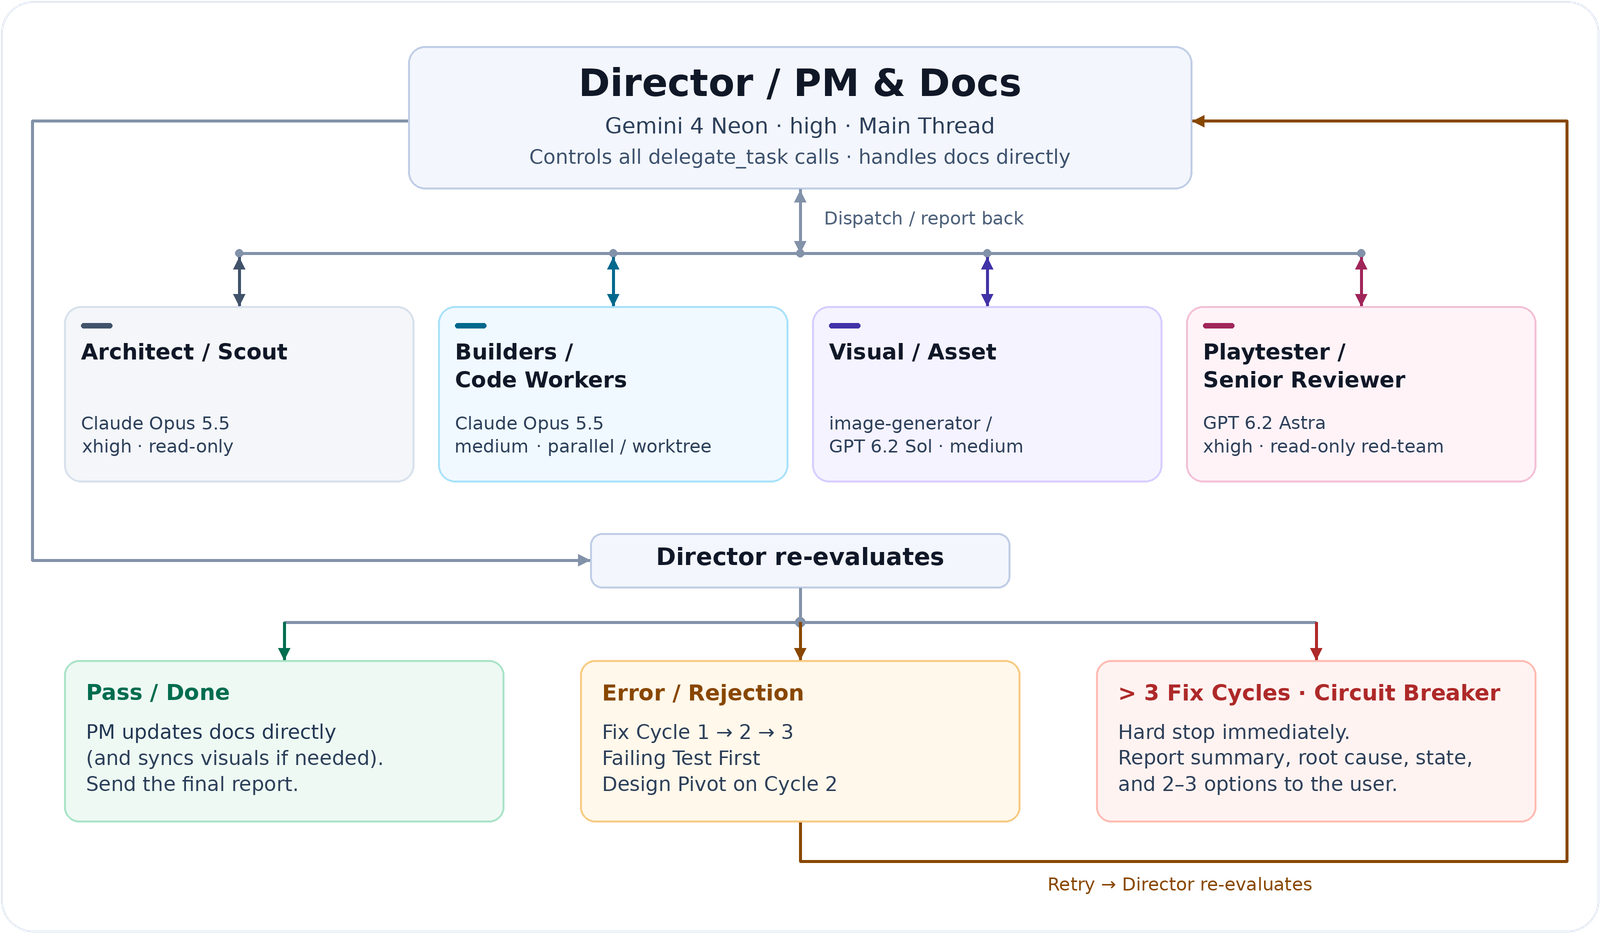 Director / PM & Docs
Gemini 4 Neon · high · Main Thread
Controls all delegate_task calls · handles docs directly
Dispatch / report back
Architect / Scout
Claude Opus 5.5
xhigh · read-only
Builders /
Code Workers
Claude Opus 5.5
medium · parallel / worktree
Visual / Asset
image-generator /
GPT 6.2 Sol · medium
Playtester /
Senior Reviewer
GPT 6.2 Astra
xhigh · read-only red-team
Director re-evaluates
Pass / Done
PM updates docs directly
(and syncs visuals if needed).
Send the final report.
Error / Rejection
Fix Cycle 1 → 2 → 3
Failing Test First
Design Pivot on Cycle 2
> 3 Fix Cycles · Circuit Breaker
Hard stop immediately.
Report summary, root cause, state,
and 2–3 options to the user.
Retry → Director re-evaluates